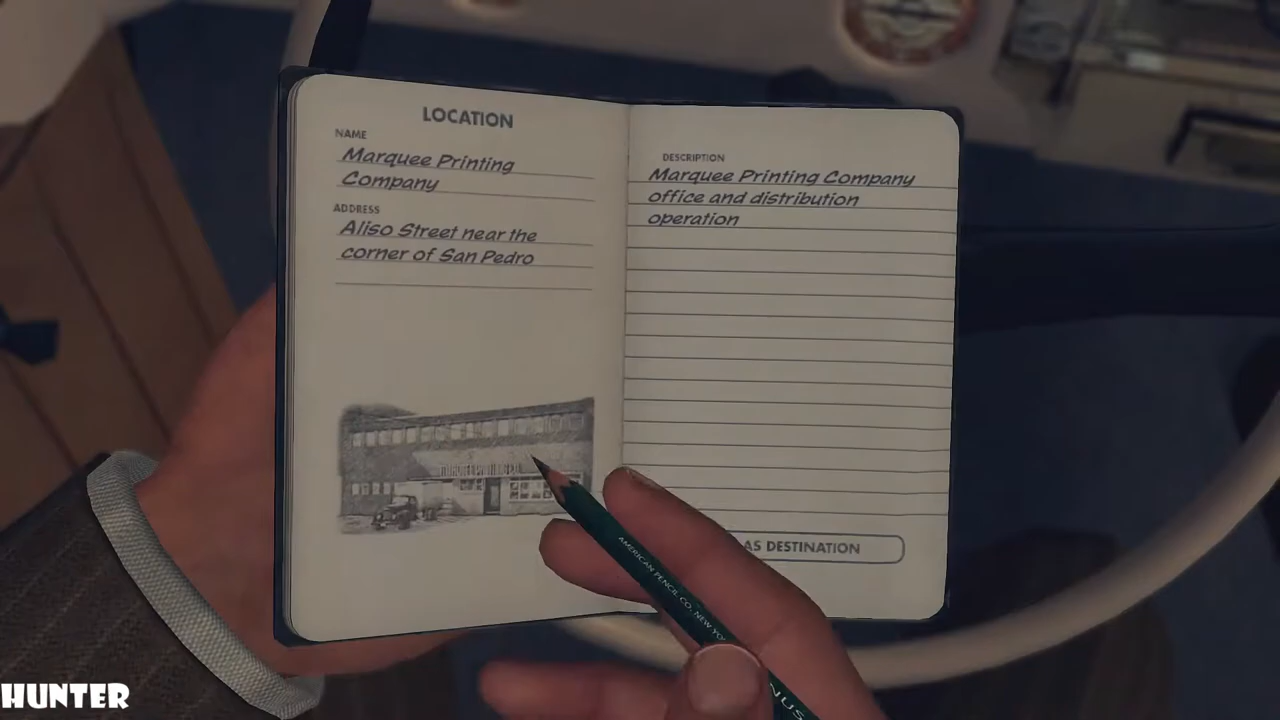 LOCATION
NAME
Marquee Printing
Company
ADDRESS
Aliso Street near the
corner of San Pedro
DESCRIPTION
Marquee Printing Company
office and distribution
operation
AS DESTINATION
AMERICAN PENCIL CO. NEW YO
NUS
HUNTER